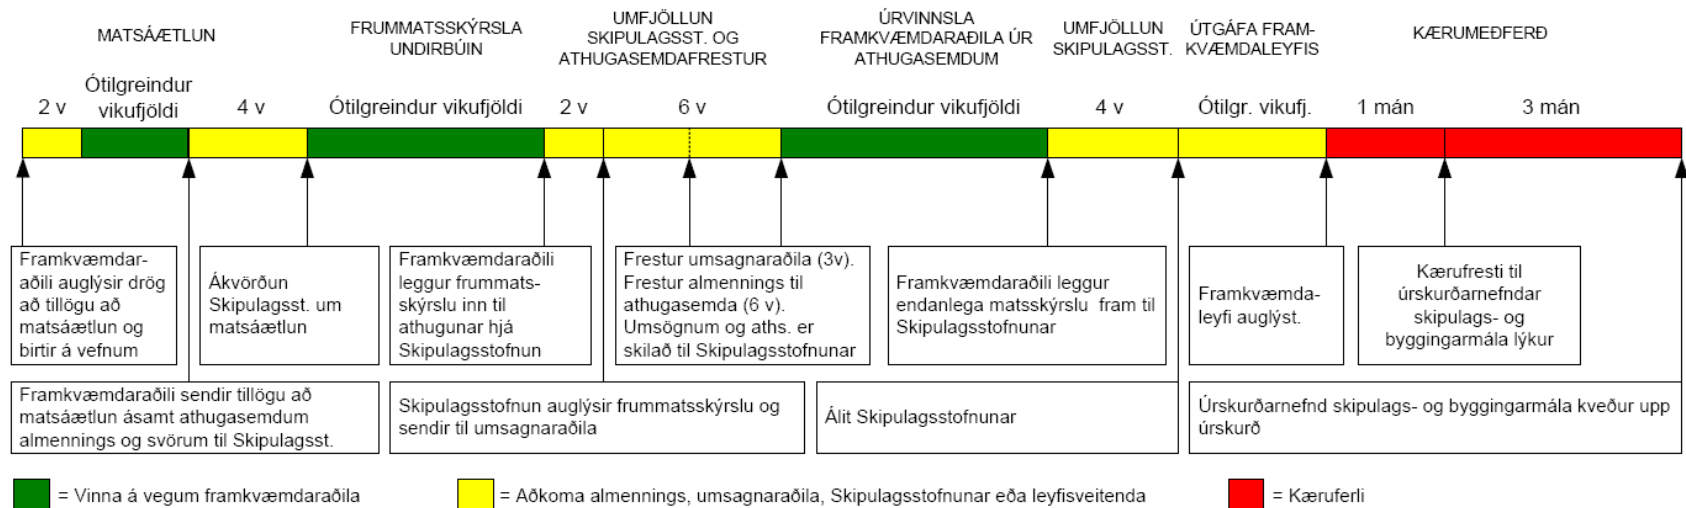 MATSÁÆTLUN
FRUMMATSSKÝRSLA
UNDIRBÚIN
UMFJÖLLUN
SKIPULAGSST. OG
ATHUGASEMDAFRESTUR
ÚRVINNSLA
FRAMKVÆMDARAÐILA ÚR
ATHUGASEMDUM
UMFJÖLLUN
SKIPULAGSST.
ÚTGÁFA FRAM-
KVÆMDALEYFIS
KÆRUMEÐFERÐ
2 v
Ótilgreindur
vikufjöldi
4 v
Ótilgreindur vikufjöldi
2 v
6 v
Ótilgreindur vikufjöldi
4 v
Ótilgr. vikufj.
1 mán
3 mán
Framkvæmdar-
aðili auglýsir drög
að tillögu að
matsáætlun og
birtir á vefnum
Ákvörðun
Skipulagsst. um
matsáætlun
Framkvæmdaraðili
leggur frummats-
skýrslu inn til
athugunar hjá
Skipulagsstofnun
Frestur umsagnaraðila (3v).
Frestur almennings til
athugasemda (6 v).
Umsögnum og aths. er
skilað til Skipulagsstofnunar
Framkvæmdaraðili leggur
endanlega matsskýrslu fram til
Skipulagsstofnunar
Framkvæmda-
leyfi auglýst.
Kærufresti til
úrskurðarnefndar
skipulags- og
byggingarmála lýkur
Framkvæmdaraðili sendir tillögu að
matsáætlun ásamt athugasemdum
almennings og svörum til Skipulagsst.
Skipulagsstofnun auglýsir frummatsskýrslu og
sendir til umsagnaraðila
Álit Skipulagsstofnunar
Úrskurðarnefnd skipulags- og byggingarmála kveður upp
úrskurð
= Vinna á vegum framkvæmdaraðila
= Aðkoma almennings, umsagnaraðila, Skipulagsstofnunar eða leyfisveitenda
= Kæruferli